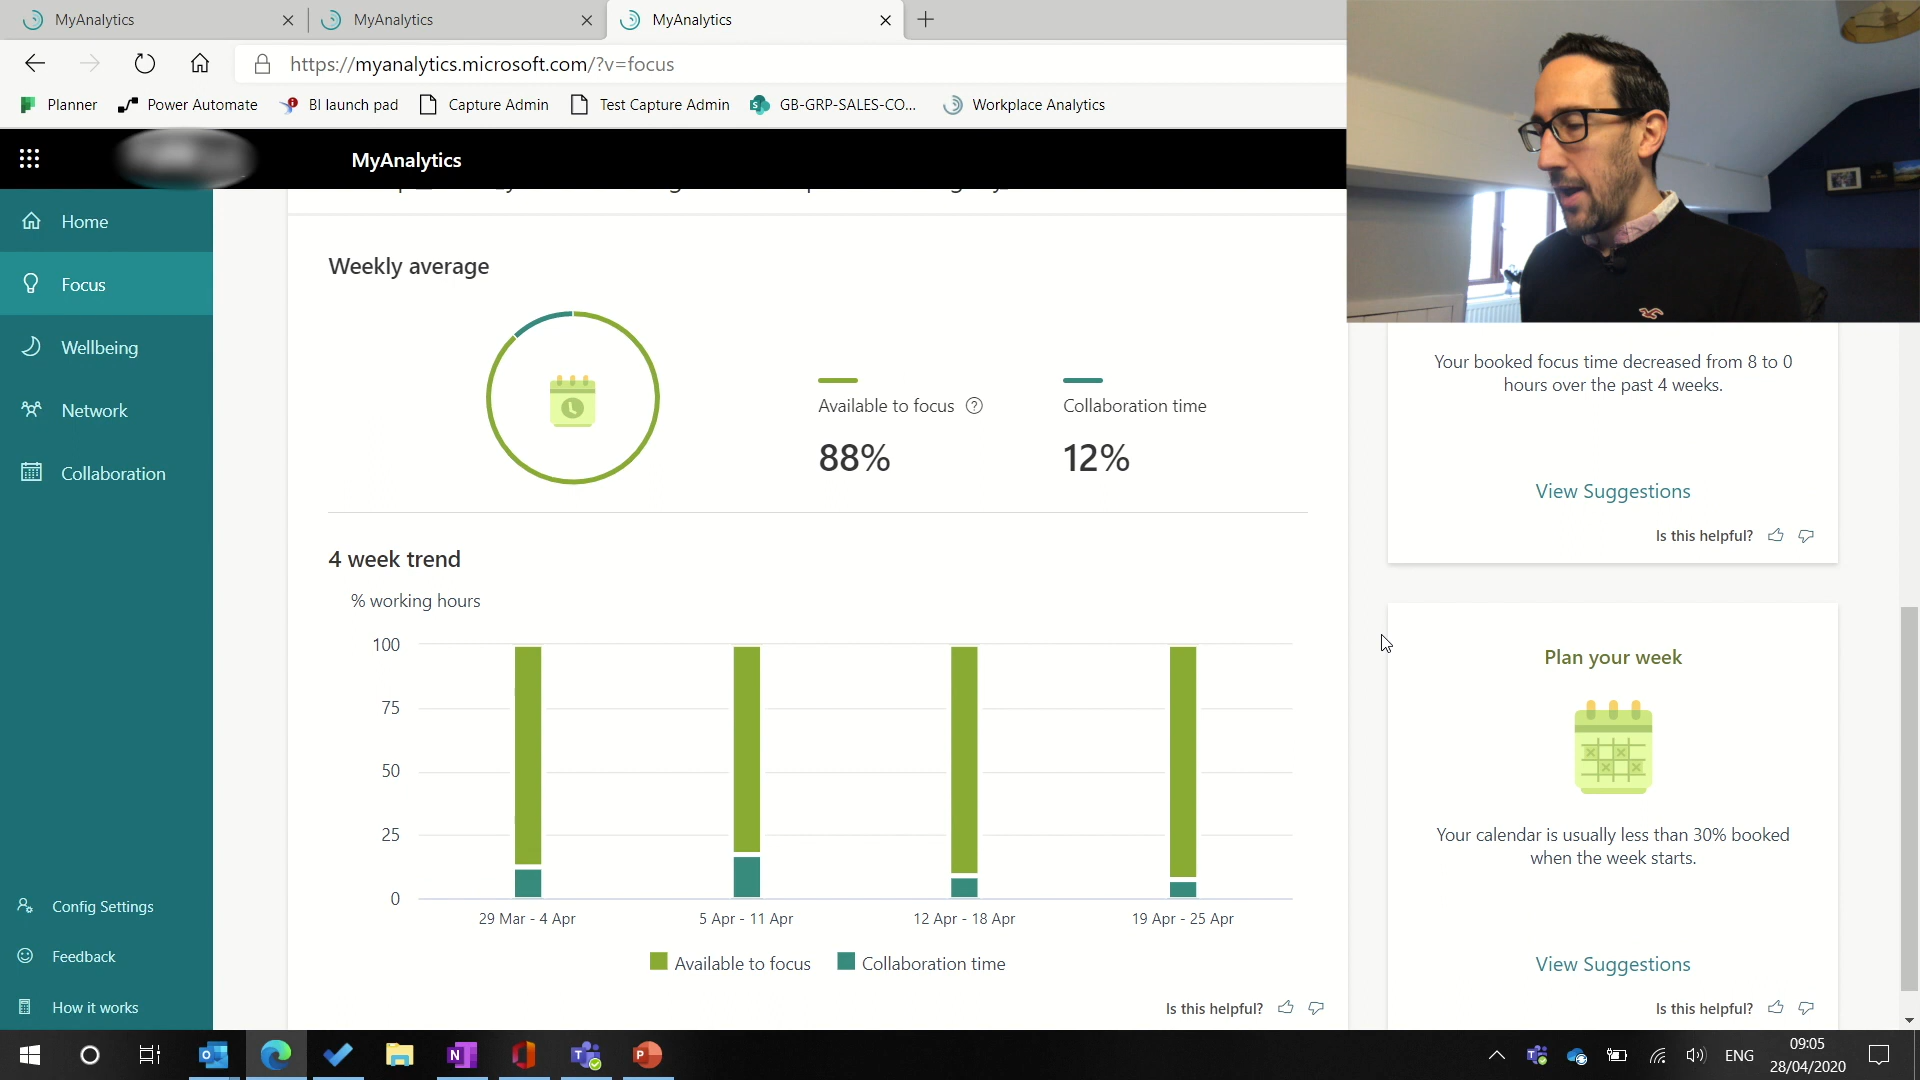 MyAnalytics
MyAnalytics
MyAnalytics
https://myanalytics.microsoft.com/?v=focus
Planner
Power Automate
BI launch pad
Capture Admin
Test Capture Admin
GB-GRP-SALES-CO...
Workplace Analytics
MyAnalytics
Home
Focus
Wellbeing
Network
Collaboration
Config Settings
Feedback
How it works
Weekly average
Available to focus
88%
Collaboration time
12%
4 week trend
% working hours
100
75
50
25
0
29 Mar - 4 Apr
5 Apr - 11 Apr
12 Apr - 18 Apr
19 Apr - 25 Apr
Available to focus
Collaboration time
Is this helpful?
Your booked focus time decreased from 8 to 0
hours over the past 4 weeks.
View Suggestions
Is this helpful?
Plan your week
Your calendar is usually less than 30% booked
when the week starts.
View Suggestions
Is this helpful?
ENG
09:05
28/04/2020